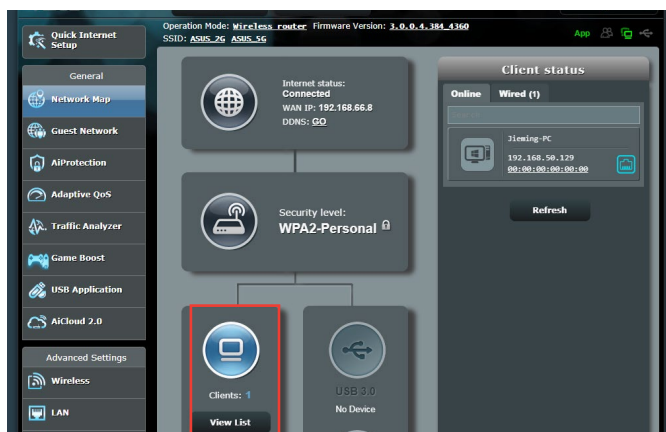 Operation Mode: Wireless router Firmware Version: 3.0.0.4.384_4360
SSID: ASUS_2G ASUS_5G
App
Quick Internet
Setup
General
Network Map
Guest Network
AiProtection
Adaptive QoS
Traffic Analyzer
Game Boost
USB Application
AiCloud 2.0
Advanced Settings
Wireless
LAN
Internet status:
Connected
WAN IP: 192.168.66.8
DDNS: GO
Security level:
WPA2-Personal
Clients: 1
View List
USB 3.0
No Device
Client status
Online Wired (1)
Jieming-PC
192.168.50.129
00:00:00:00:00:00
Refresh